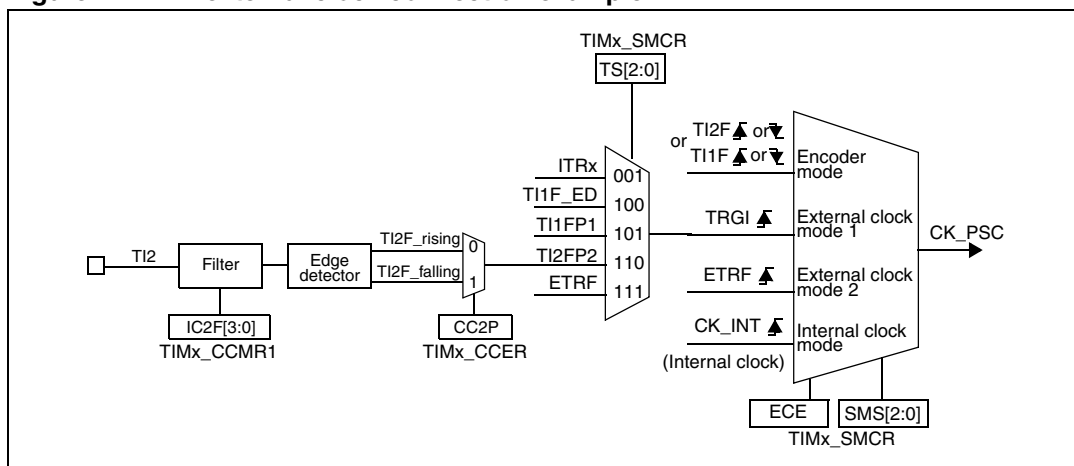 TIMx_SMCR
TS[2:0]
or TI2F or
TI1F or
Encoder
mode
ITRx
001
TI1F_ED
100
TI1FP1
101
TI2FP2
110
ETRF
111
TRGI
External clock
mode 1
CK_PSC
ETRF
External clock
mode 2
CK_INT
Internal clock
mode
(Internal clock)
TI2
Filter
Edge
detector
TI2F_rising
0
TI2F_falling
1
IC2F[3:0]
TIMx_CCMR1
CC2P
TIMx_CCER
ECE
SMS[2:0]
TIMx_SMCR